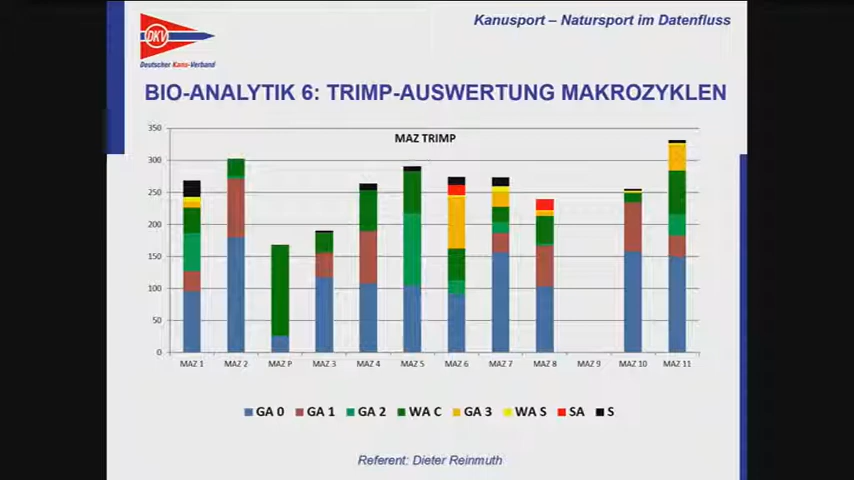 Kanusport – Natursport im Datenfluss
DKV
Deutscher Kanu-Verband
BIO-ANALYTIK 6: TRIMP-AUSWERTUNG MAKROZYKLEN
MAZ TRIMP
350
300
250
200
150
100
50
0
MAZ 1 MAZ 2 MAZ P MAZ 3 MAZ 4 MAZ 5 MAZ 6 MAZ 7 MAZ 8 MAZ 9 MAZ 10 MAZ 11
GA 0 GA 1 GA 2 WA C GA 3 WA S SA S
Referent: Dieter Reinmuth